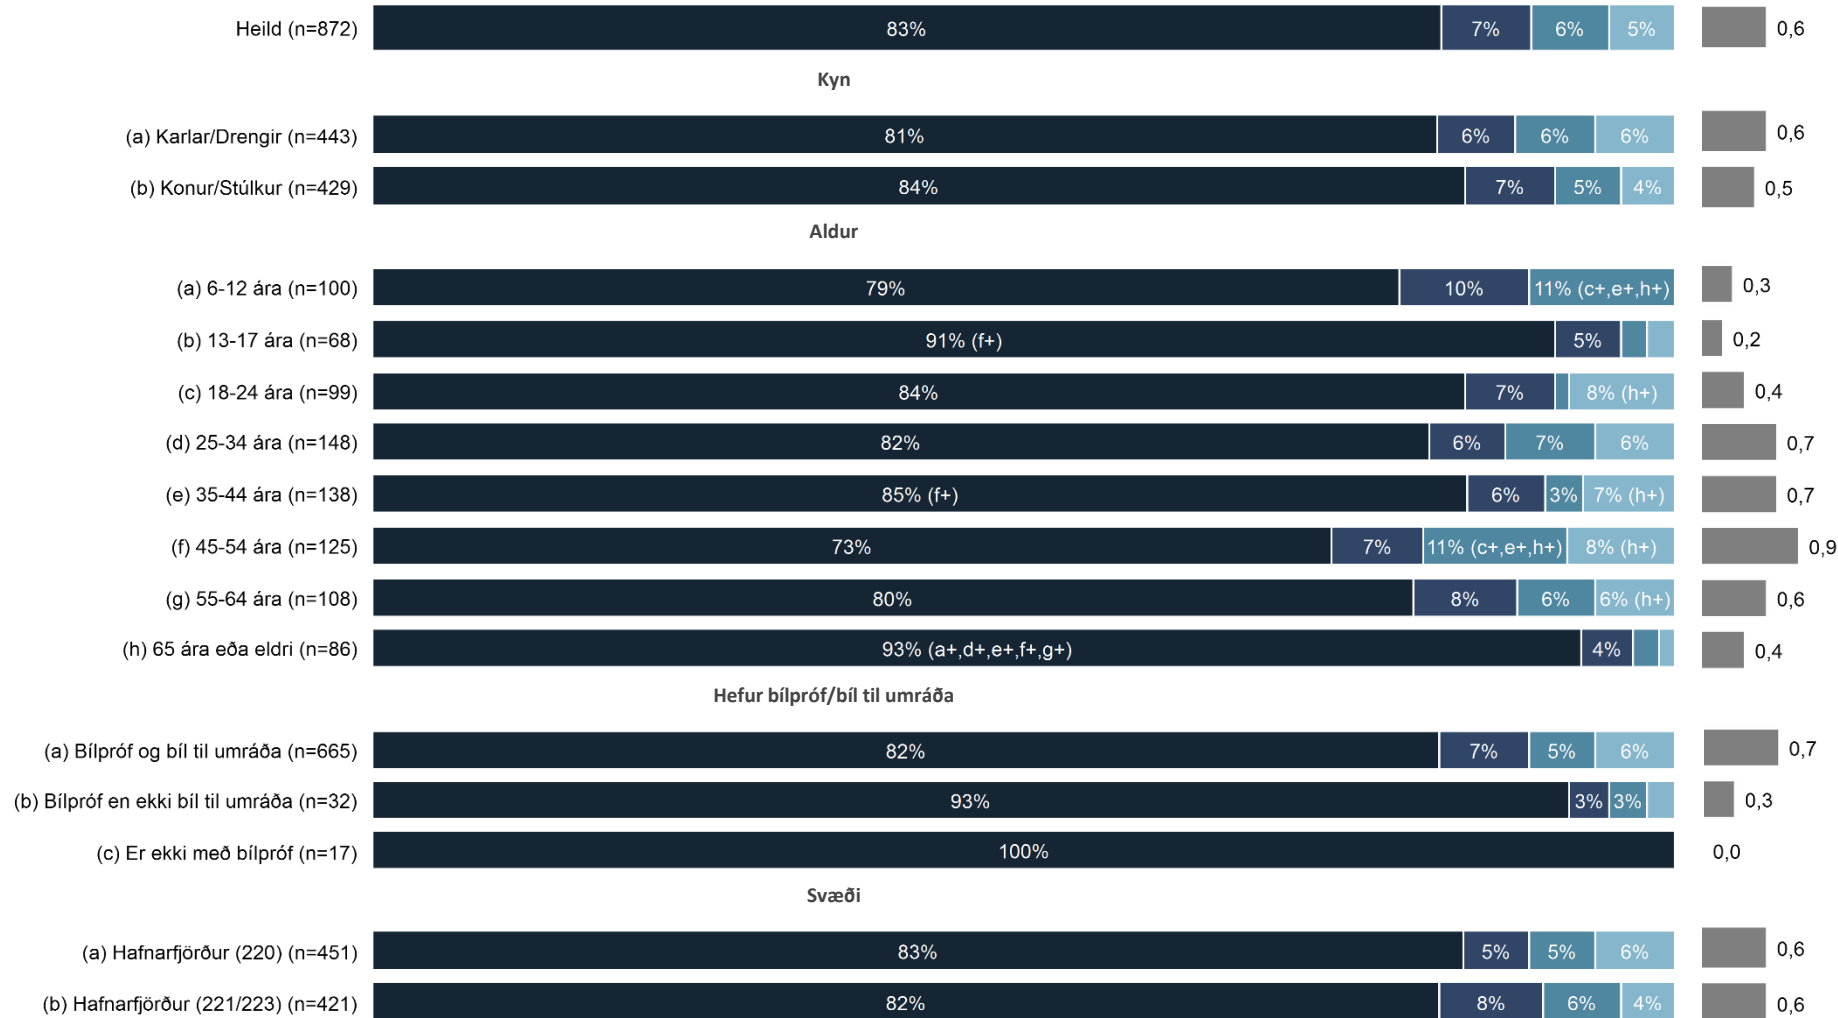 Heild (n=872) 83% 7% 6% 5% 0,6
Kyn
(a) Karlar/Drengir (n=443) 81% 6% 6% 6% 0,6
(b) Konur/Stúlkur (n=429) 84% 7% 5% 4% 0,5
Aldur
(a) 6-12 ára (n=100) 79% 10% 11% (c+,e+,h+) 0,3
(b) 13-17 ára (n=68) 91% (f+) 5% 0,2
(c) 18-24 ára (n=99) 84% 7% 8% (h+) 0,4
(d) 25-34 ára (n=148) 82% 6% 7% 6% 0,7
(e) 35-44 ára (n=138) 85% (f+) 6% 3% 7% (h+) 0,7
(f) 45-54 ára (n=125) 73% 7% 11% (c+,e+,h+) 8% (h+) 0,9
(g) 55-64 ára (n=108) 80% 8% 6% 6% (h+) 0,6
(h) 65 ára eða eldri (n=86) 93% (a+,d+,e+,f+,g+) 4% 0,4
Hefur bílpróf/bíl til umráða
(a) Bílpróf og bíl til umráða (n=665) 82% 7% 5% 6% 0,7
(b) Bílpróf en ekki bíl til umráða (n=32) 93% 3% 3% 0,3
(c) Er ekki með bílpróf (n=17) 100% 0,0
Svæði
(a) Hafnarfjörður (220) (n=451) 83% 5% 5% 6% 0,6
(b) Hafnarfjörður (221/223) (n=421) 82% 8% 6% 4% 0,6